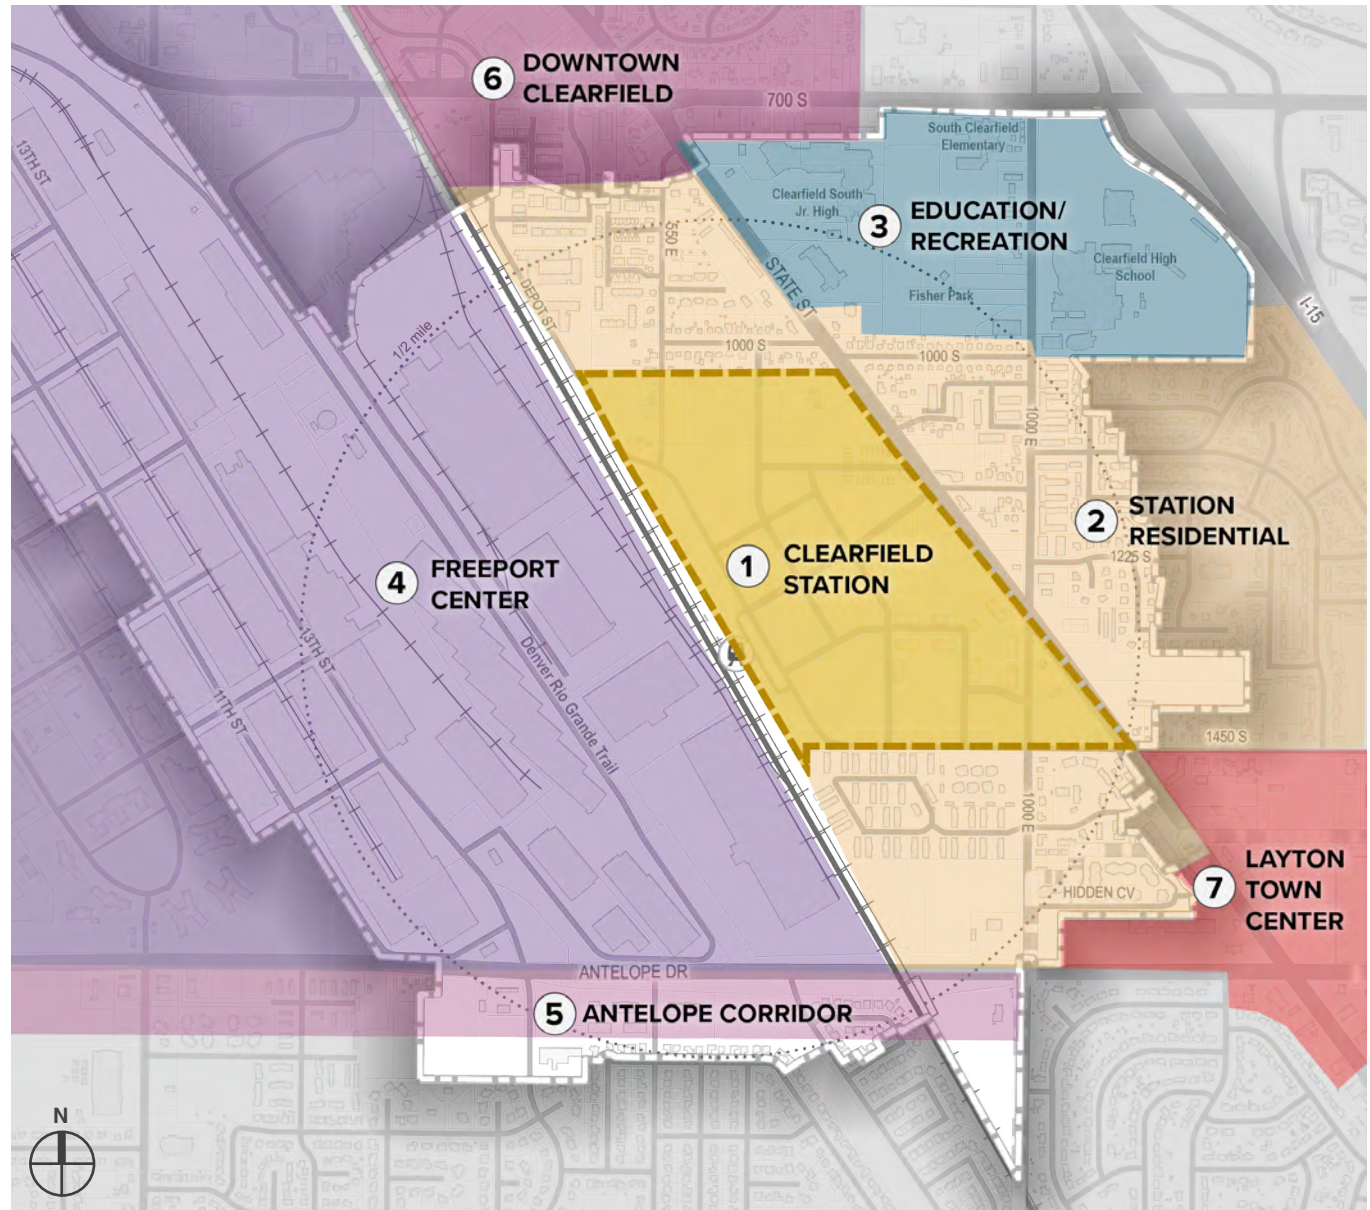 6
DOWNTOWN
CLEARFIELD
700 S
South Clearfield
Elementary
13TH ST
Clearfield South
Jr. High
3
EDUCATION/
RECREATION
550 E
Clearfield High
School
STATE ST
DEPOT ST
Fisher Park
I-15
1/2 mile
1000 S
1000 S
1000 E
2
STATION
RESIDENTIAL
1225 S
1
CLEARFIELD
STATION
4
FREEPORT
CENTER
13TH ST
Denver Rio Grande Trail
11TH ST
1450 S
1000 E
7
LAYTON
TOWN
CENTER
HIDDEN CV
ANTELOPE DR
5
ANTELOPE CORRIDOR
N